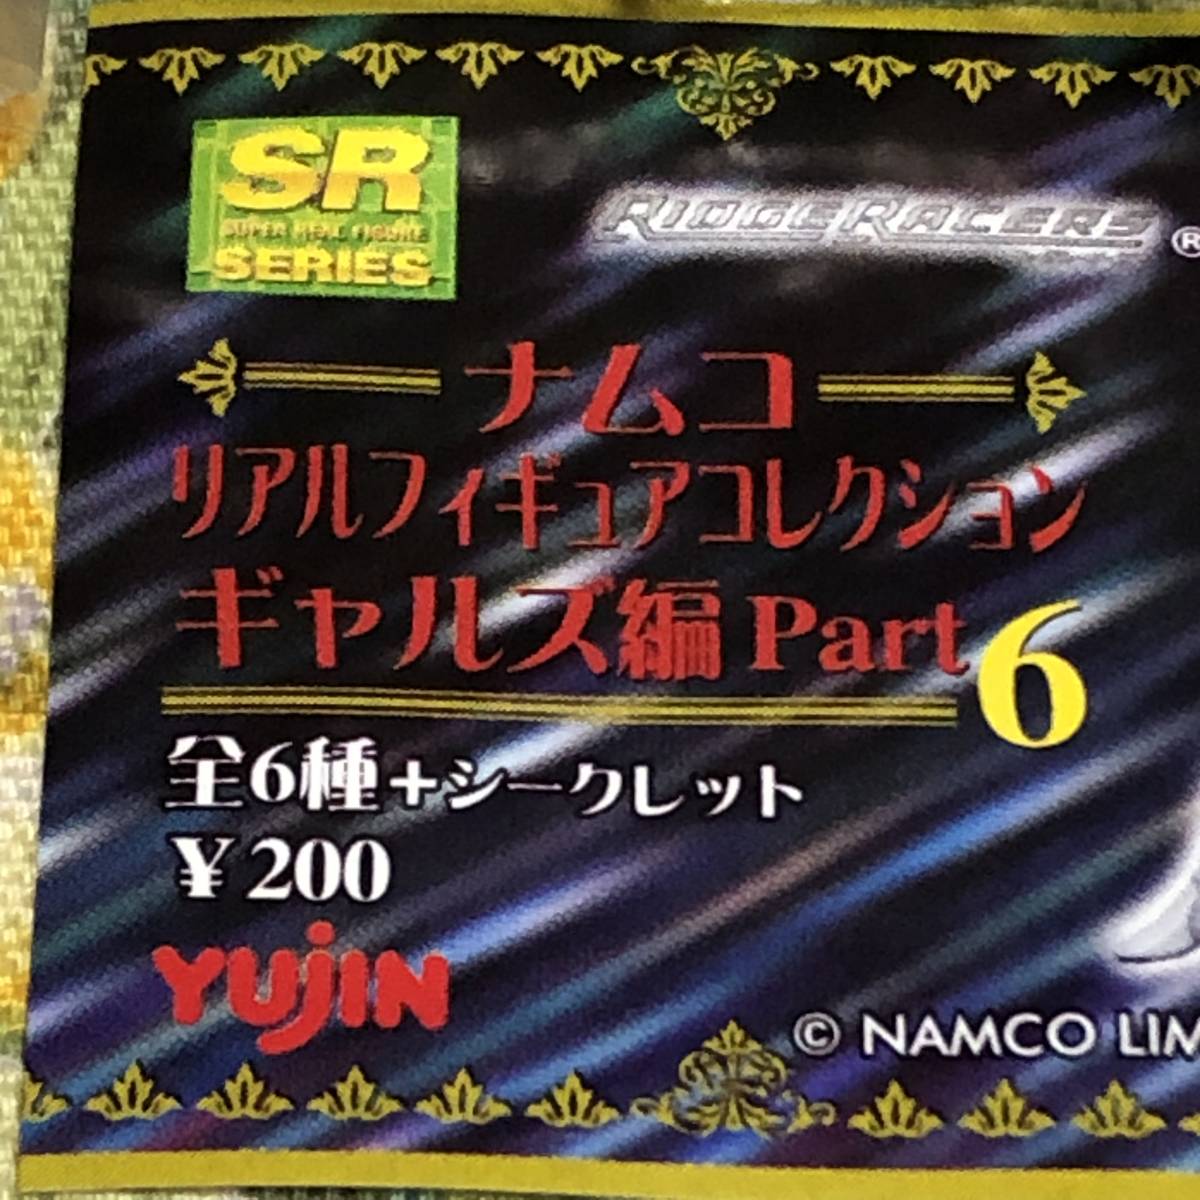 SR
SUPER REAL FIGURE
SERIES
RIDGE RACERS ®
ナムコ
リアルフィギュアコレクション
ギャルズ編 Part 6
全6種+シークレット
¥200
YUJIN
© NAMCO LIM